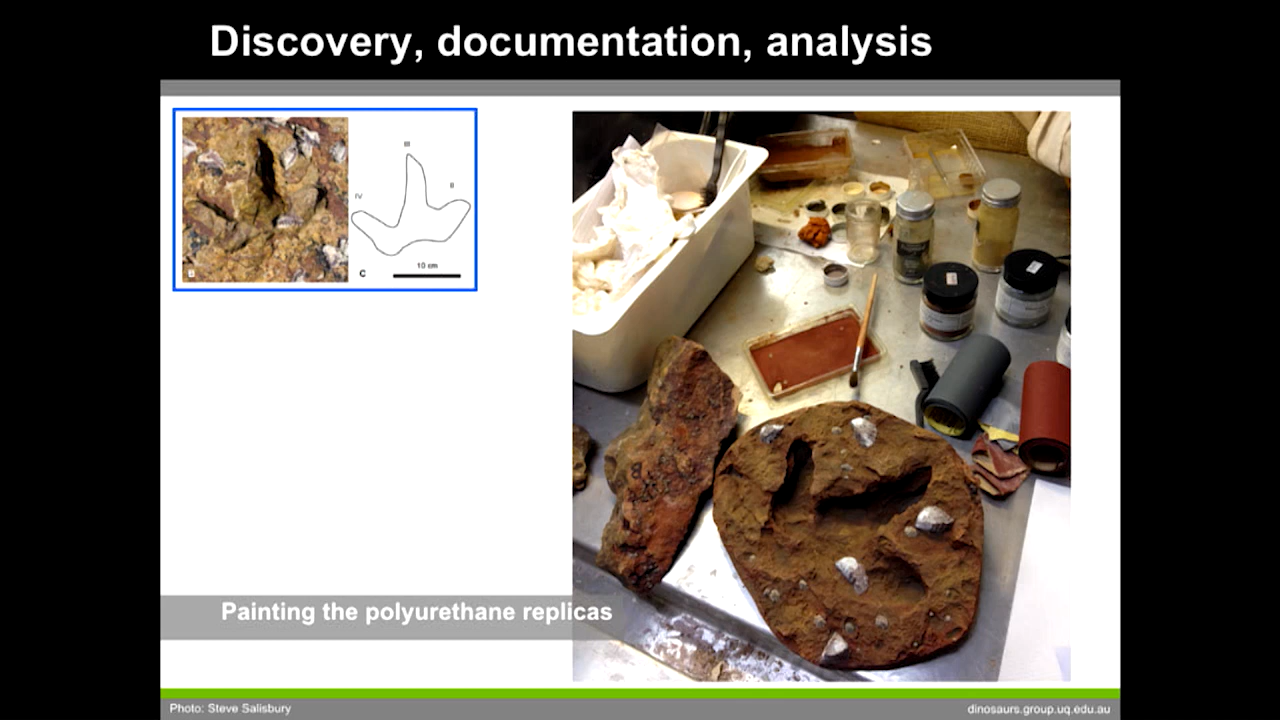 Discovery, documentation, analysis
III
IV
II
10 cm
B
C
Painting the polyurethane replicas
Photo: Steve Salisbury
dinosaurs.group.uq.edu.au